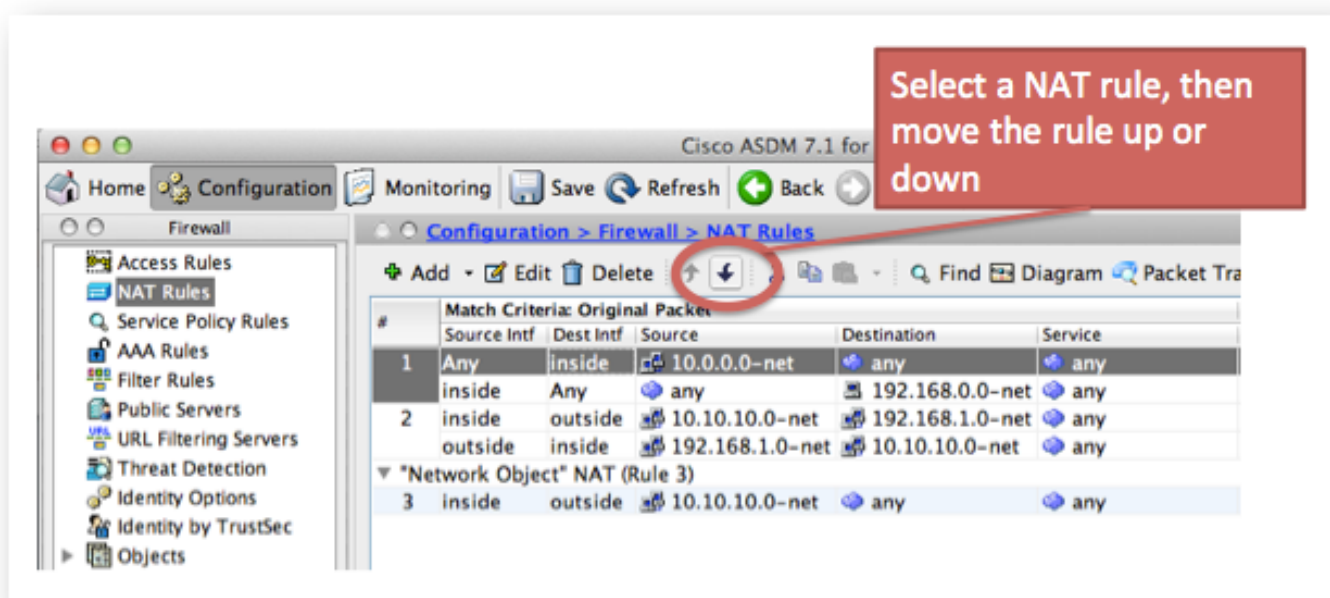 Select a NAT rule, then
move the rule up or
down
Cisco ASDM 7.1 for
Home Configuration Monitoring Save Refresh Back
Firewall
Access Rules
NAT Rules
Service Policy Rules
AAA Rules
Filter Rules
Public Servers
URL Filtering Servers
Threat Detection
Identity Options
Identity by TrustSec
Objects
Configuration > Firewall > NAT Rules
Add Edit Delete Find Diagram Packet Tra
# Match Criteria: Original Packet
Source Intf Dest Intf Source Destination Service
1 Any inside 10.0.0.0-net any any
inside Any any 192.168.0.0-net any
2 inside outside 10.10.10.0-net 192.168.1.0-net any
outside inside 192.168.1.0-net 10.10.10.0-net any
"Network Object" NAT (Rule 3)
3 inside outside 10.10.10.0-net any any